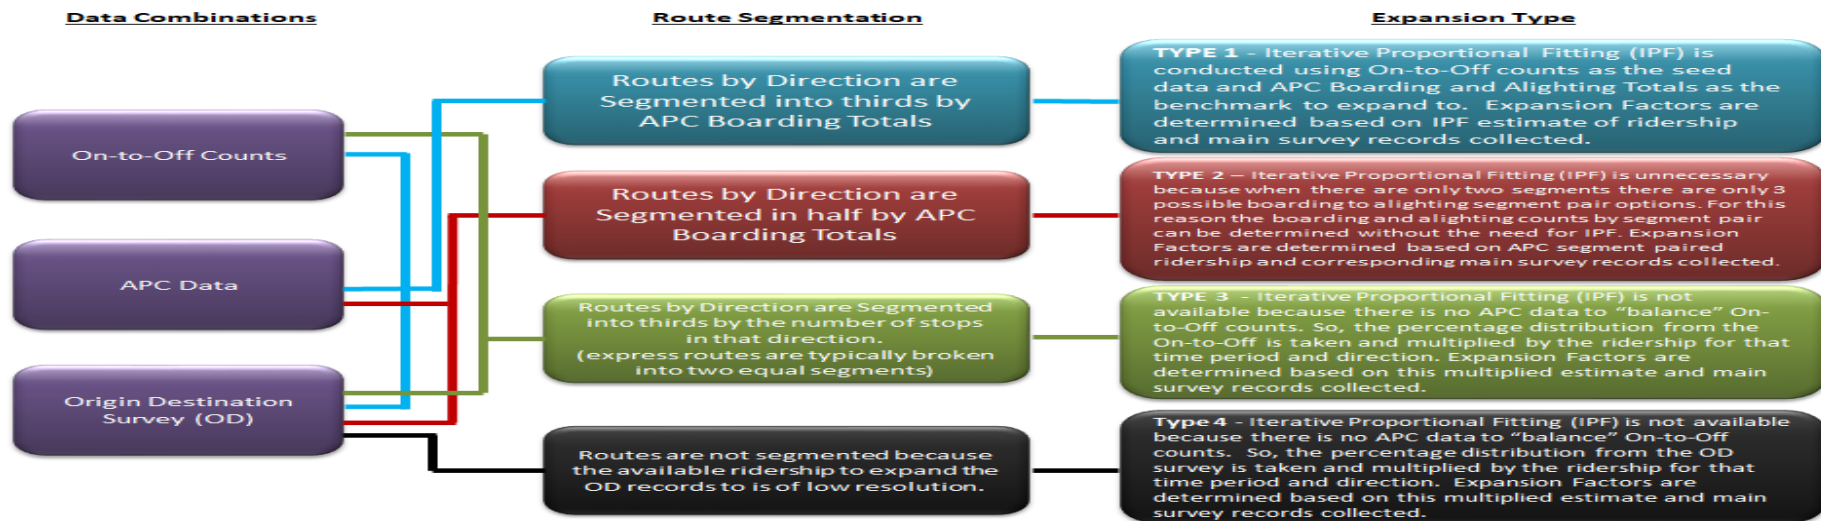 Data Combinations
Route Segmentation
Expansion Type
On-to-Off Counts
APC Data
Origin Destination
Survey (OD)
Routes by Direction are
Segmented into thirds by
APC Boarding Totals
Routes by Direction are
Segmented in half by APC
Boarding Totals
Routes by Direction are Segmented
into thirds by the number of stops
in that direction.
(express routes are typically broken
into two equal segments)
Routes are not segmented because
the available ridership to expand the
OD records to is of low resolution.
TYPE 1 - Iterative Proportional Fitting (IPF) is
conducted using On-to-Off counts as the seed
data and APC Boarding and Alighting Totals as the
benchmark to expand to. Expansion Factors are
determined based on IPF estimate of ridership
and main survey records collected.
TYPE 2 – Iterative Proportional Fitting (IPF) is unnecessary
because when there are only two segments there are only 3
possible boarding to alighting segment pair options. For this
reason the boarding and alighting counts by segment pair
can be determined without the need for IPF. Expansion
Factors are determined based on APC segment paired
ridership and corresponding main survey records collected.
TYPE 3 - Iterative Proportional Fitting (IPF) is not
available because there is no APC data to “balance” On-
to-Off counts. So, the percentage distribution from the
On-to-Off is taken and multiplied by the ridership for that
time period and direction. Expansion Factors are
determined based on this multiplied estimate and main
survey records collected.
Type 4 - Iterative Proportional Fitting (IPF) is not available
because there is no APC data to “balance” On-to-Off
counts. So, the percentage distribution from the OD
survey is taken and multiplied by the ridership for that
time period and direction. Expansion Factors are
determined based on this multiplied estimate and main
survey records collected.